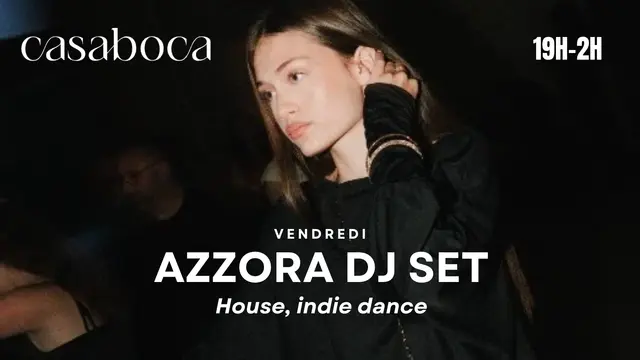 casaboca
19H-2H
VENDREDI
AZZORA DJ SET
House, indie dance